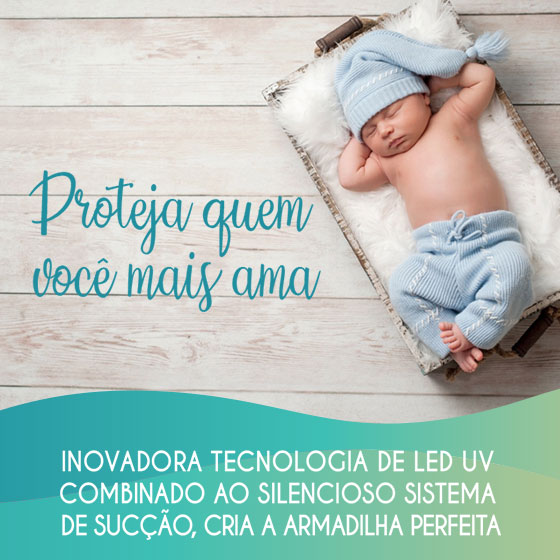 Proteja quem
você mais ama
INOVADORA TECNOLOGIA DE LED UV
COMBINADO AO SILENCIOSO SISTEMA
DE SUCÇÃO, CRIA A ARMADILHA PERFEITA